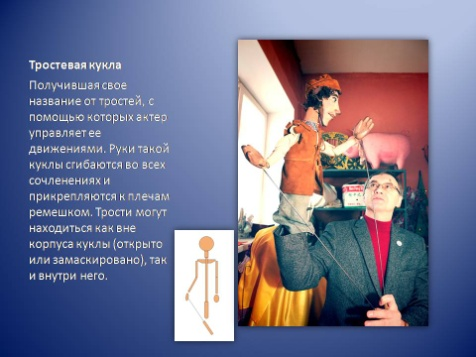 Тростевая кукла
Получившая свое
название от тростей, с
помощью которых актер
управляет ее
движениями. Руки такой
куклы сгибаются во всех
сочленениях и
прикрепляются к плечам
ремешком. Трости могут
находиться как вне
корпуса куклы (открыто
или замаскировано), так
и внутри него.